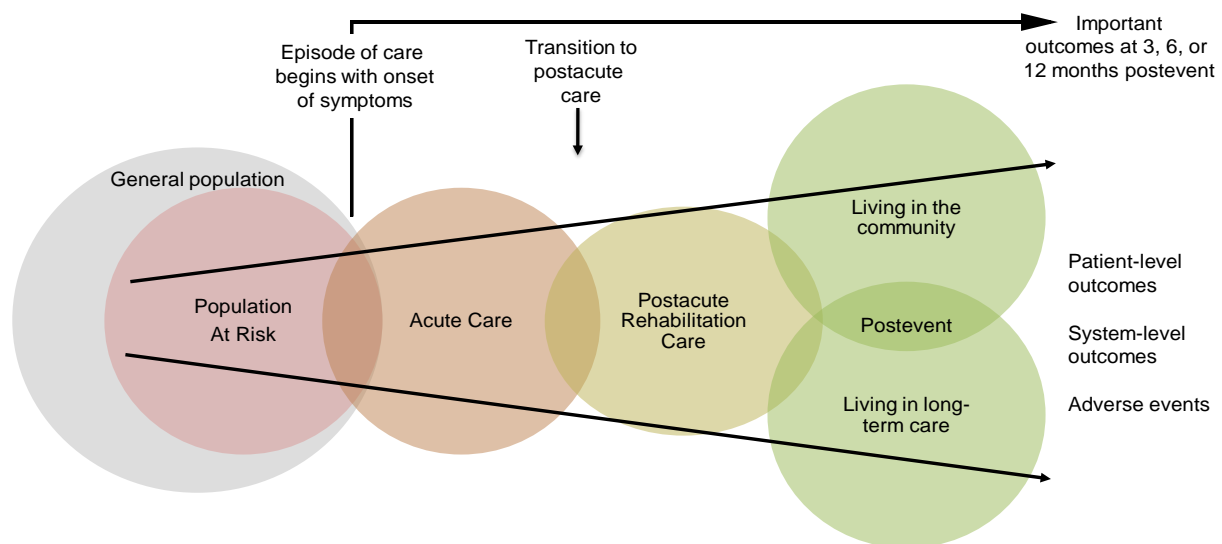 Episode of care
begins with onset
of symptoms
Transition to
postacute
care
Important
outcomes at 3, 6, or
12 months postevent
General population
Population
At Risk
Acute Care
Postacute
Rehabilitation
Care
Living in the
community
Postevent
Living in long-
term care
Patient-level
outcomes
System-level
outcomes
Adverse events